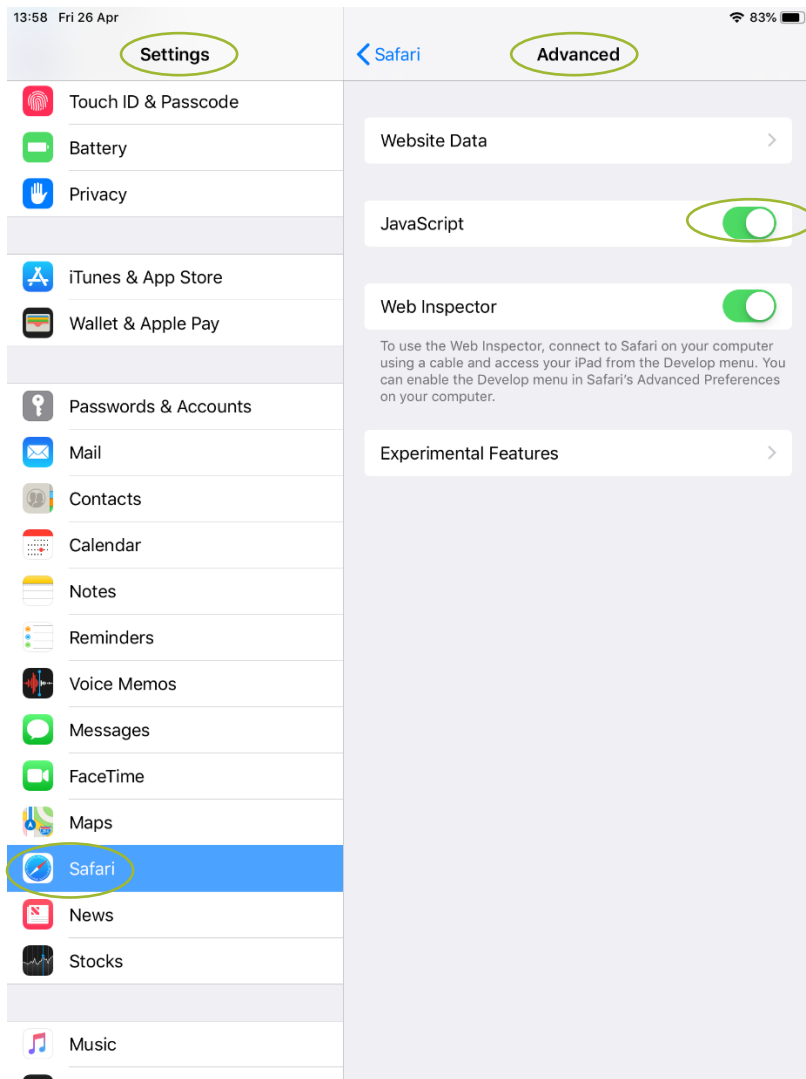 13:58 Fri 26 Apr
83%
Settings
Touch ID & Passcode
Battery
Privacy
iTunes & App Store
Wallet & Apple Pay
Passwords & Accounts
Mail
Contacts
Calendar
Notes
Reminders
Voice Memos
Messages
FaceTime
Maps
Safari
News
Stocks
Music
Safari
Advanced
Website Data
JavaScript
Web Inspector
To use the Web Inspector, connect to Safari on your computer
using a cable and access your iPad from the Develop menu. You
can enable the Develop menu in Safari's Advanced Preferences
on your computer.
Experimental Features